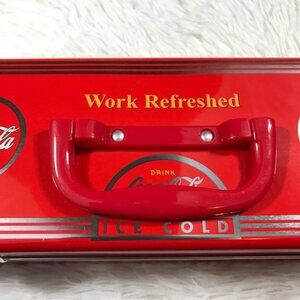 Work Refreshed
DRINK
Coca-Cola
ICE COLD